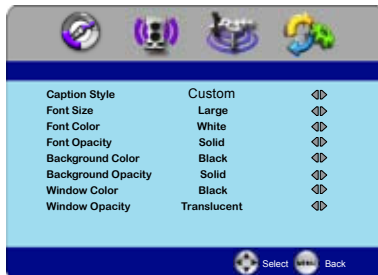 Caption Style Custom
Font Size Large
Font Color White
Font Opacity Solid
Background Color Black
Background Opacity Solid
Window Color Black
Window Opacity Translucent
Select MENU Back